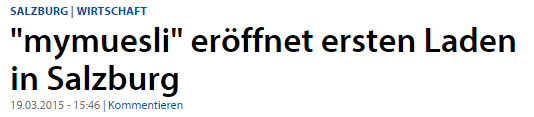 SALZBURG | WIRTSCHAFT
"mymuesli" eröffnet ersten Laden
in Salzburg
19.03.2015 - 15:46 | Kommentieren